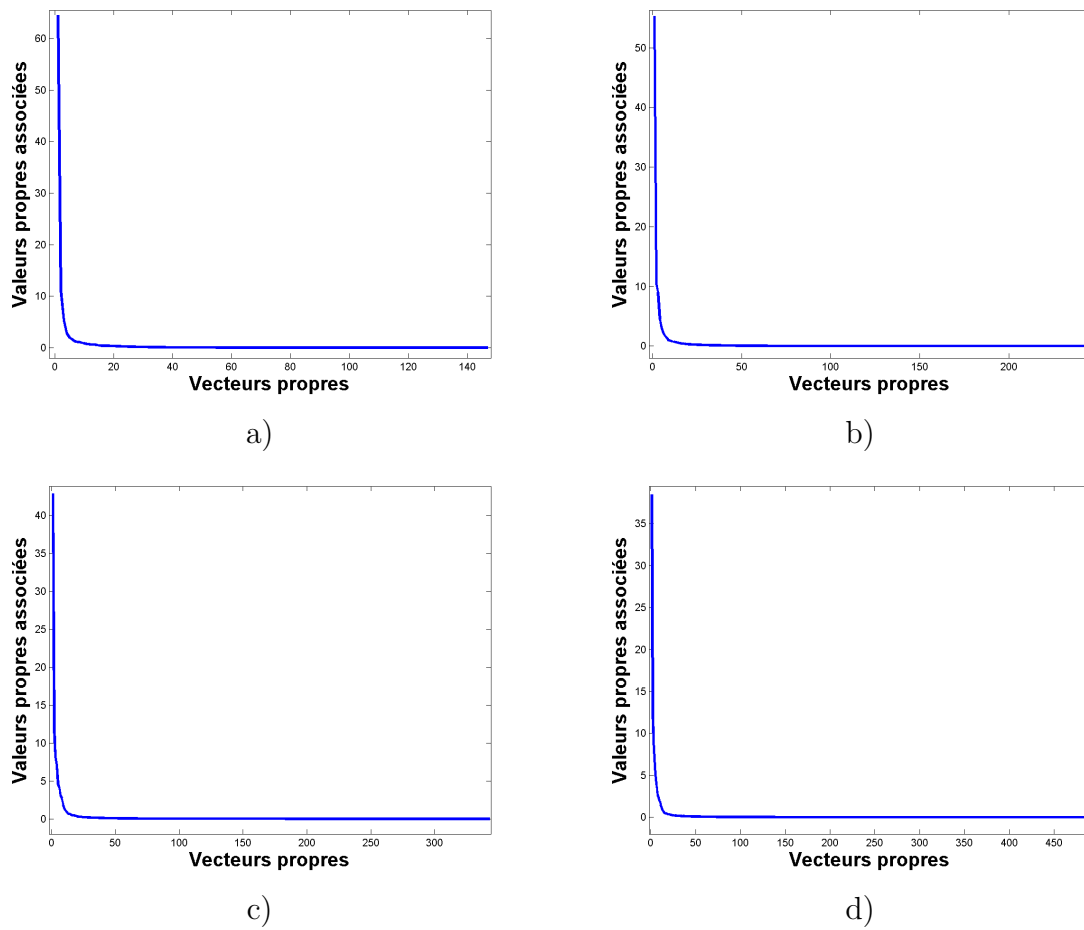 60
50
40
30
20
10
0
0 20 40 60 80 100 120 140
Valeurs propres associées
Vecteurs propres
a)
50
40
30
20
10
0
0 50 100 150 200
Valeurs propres associées
Vecteurs propres
b)
40
35
30
25
20
15
10
5
0
0 50 100 150 200 250 300
Valeurs propres associées
Vecteurs propres
c)
35
30
25
20
15
10
5
0
0 50 100 150 200 250 300 350 400 450
Valeurs propres associées
Vecteurs propres
d)